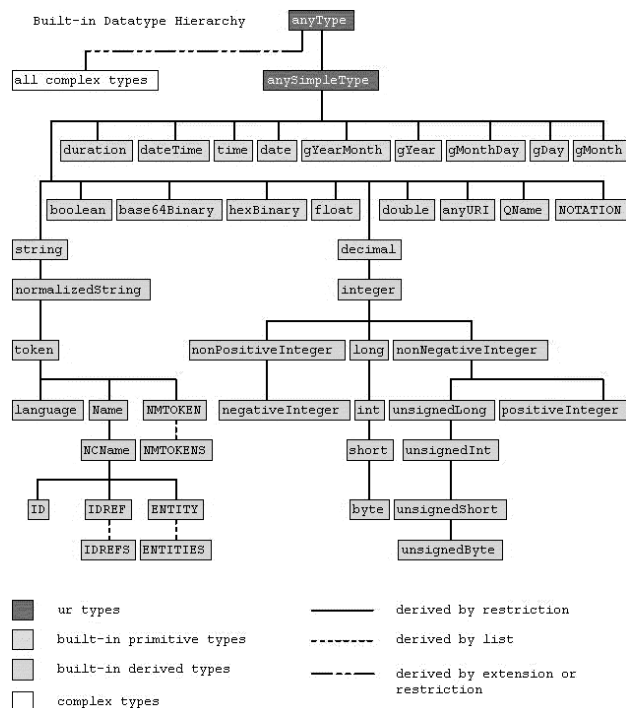 Built-in Datatype Hierarchy
anyType
all complex types
anySimpleType
duration dateTime time date gYearMonth gYear gMonthDay gDay gMonth
boolean base64Binary hexBinary float double anyURI QName NOTATION
string decimal
normalizedString integer
token nonPositiveInteger long nonNegativeInteger
language Name NMTOKEN negativeInteger int unsignedLong positiveInteger
NCName NMTOKENS short unsignedInt
ID IDREF ENTITY byte unsignedShort
IDREFS ENTITIES unsignedByte
ur types derived by restriction
built-in primitive types derived by list
built-in derived types derived by extension or
restriction
complex types